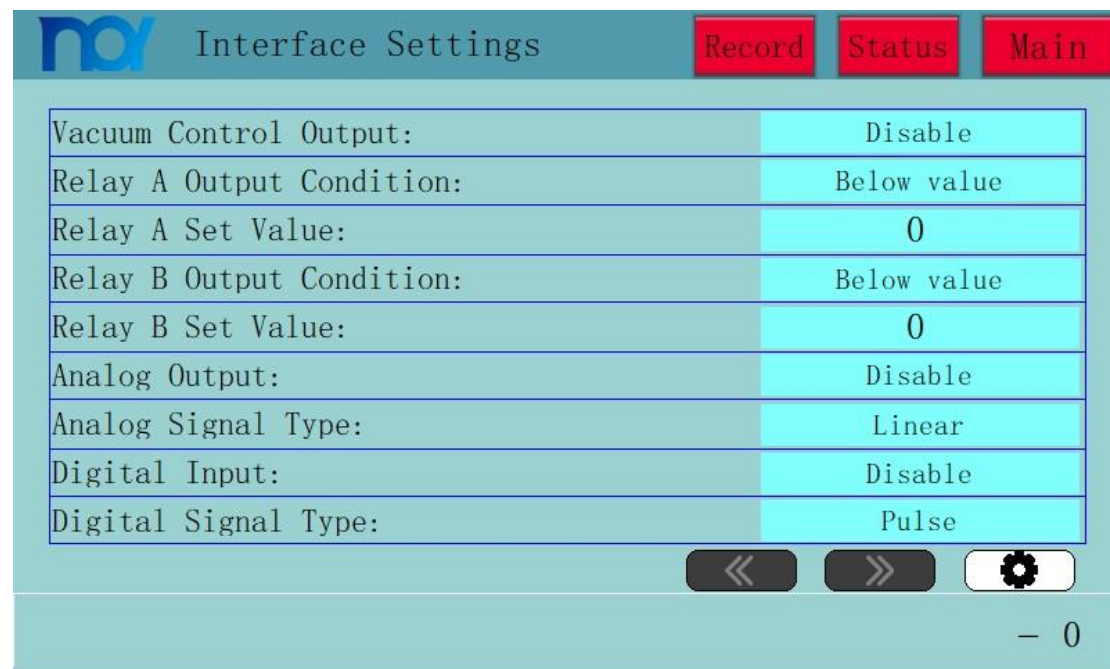 Interface Settings
Record
Status
Main
Vacuum Control Output: Disable
Relay A Output Condition: Below value
Relay A Set Value: 0
Relay B Output Condition: Below value
Relay B Set Value: 0
Analog Output: Disable
Analog Signal Type: Linear
Digital Input: Disable
Digital Signal Type: Pulse
− 0